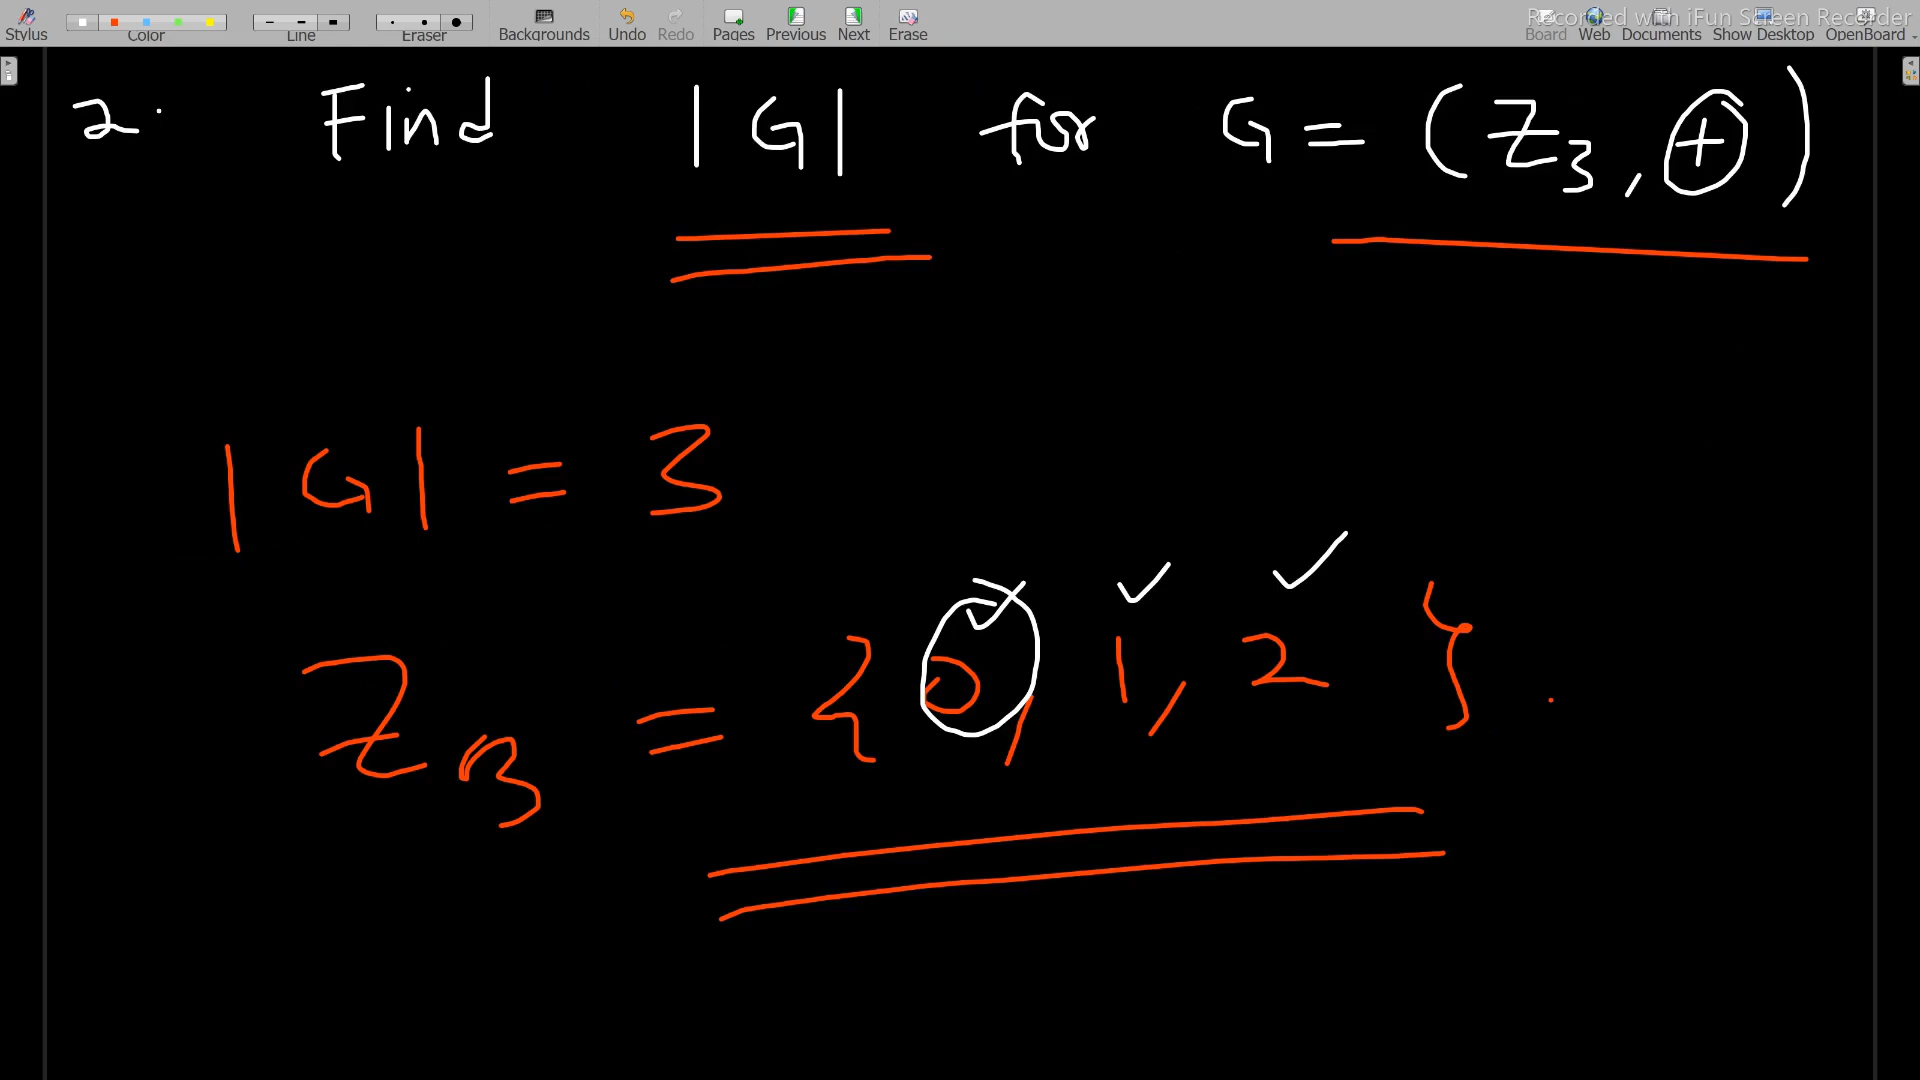 Recorded with iFun Screen Recorder
Stylus Color Line Eraser Backgrounds Undo Redo Pages Previous Next Erase Board Web Documents Show Desktop OpenBoard
2. Find |G| for G = (Z₃, ⊕)
|G| = 3
Z₃ = {0, 1, 2}.